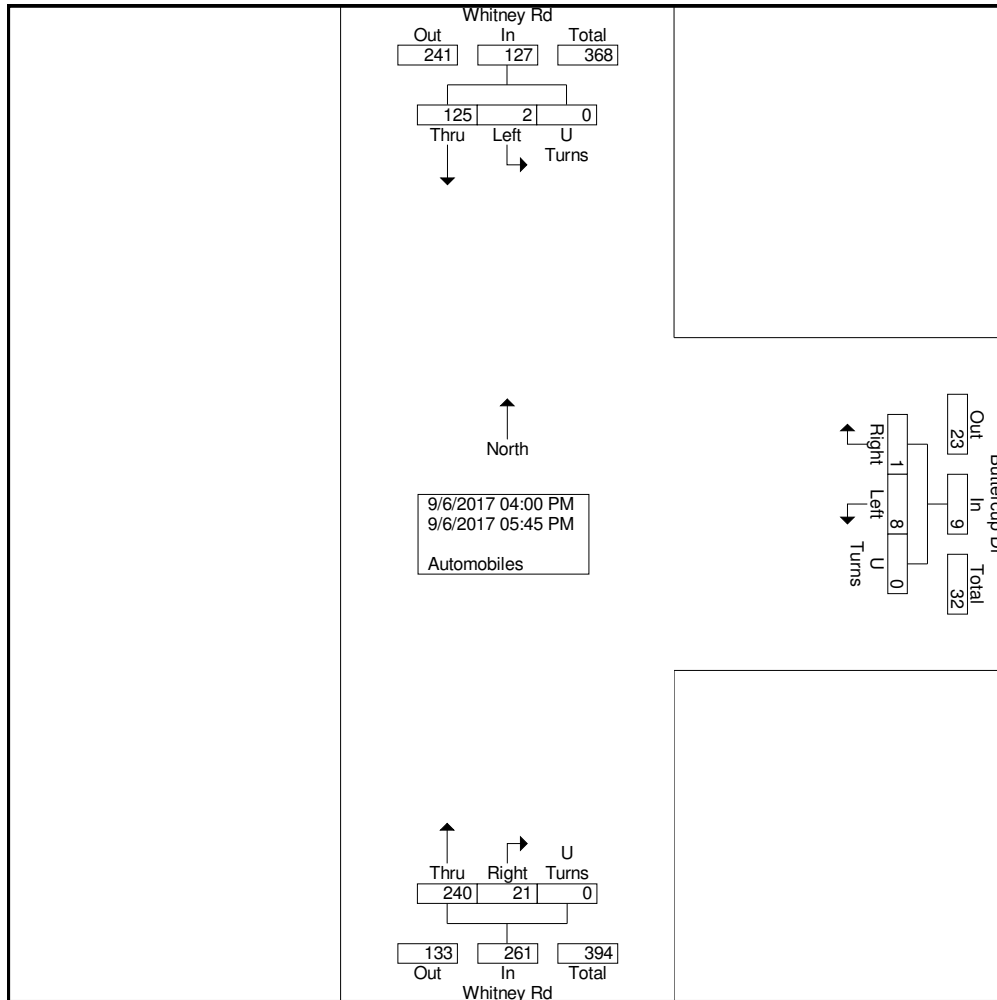 Whitney Rd
Out In Total
241 127 368
125 2 0
Thru Left U
Turns
North
9/6/2017 04:00 PM
9/6/2017 05:45 PM
Automobiles
Out In Total
23 9 32
Right Left U
Turns
1 8 0
U
Thru Right Turns
240 21 0
133 261 394
Out In Total
Whitney Rd